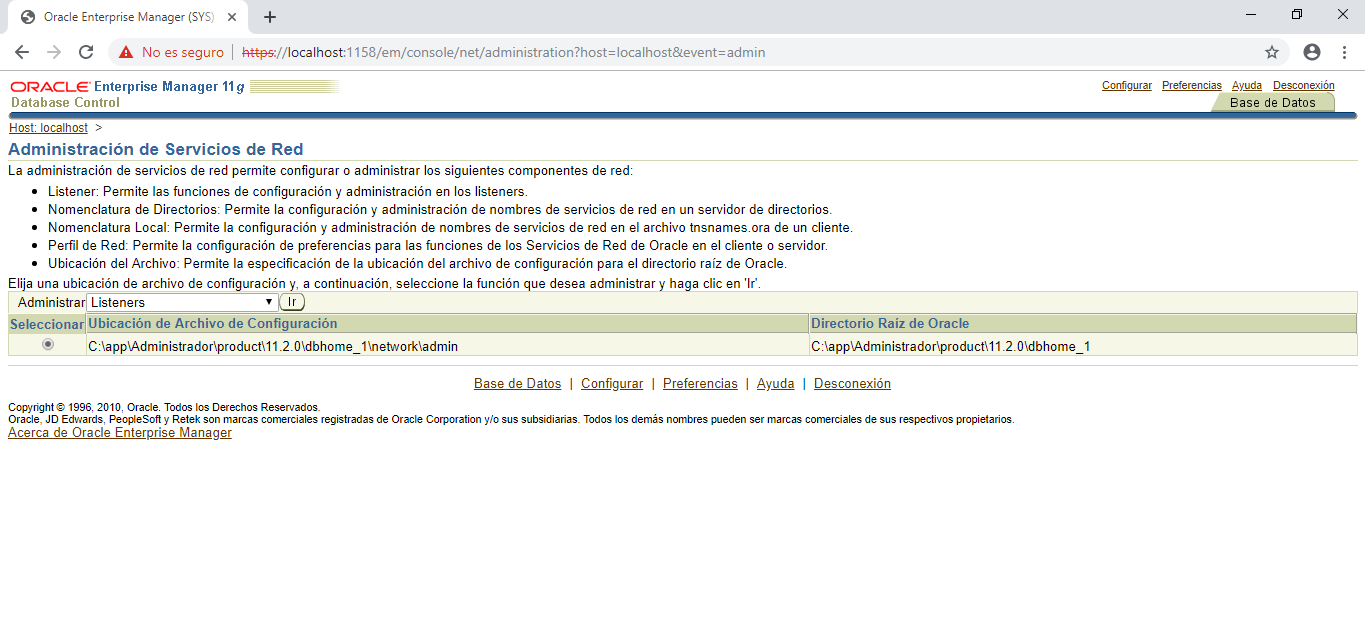 Oracle Enterprise Manager (SYS)
No es seguro https://localhost:1158/em/console/net/administration?host=localhost&event=admin
ORACLE Enterprise Manager 11g
Database Control
Configurar Preferencias Ayuda Desconexión
Base de Datos
Host: localhost >
Administración de Servicios de Red
La administración de servicios de red permite configurar o administrar los siguientes componentes de red:
• Listener: Permite las funciones de configuración y administración en los listeners.
• Nomenclatura de Directorios: Permite la configuración y administración de nombres de servicios de red en un servidor de directorios.
• Nomenclatura Local: Permite la configuración y administración de nombres de servicios de red en el archivo tnsnames.ora de un cliente.
• Perfil de Red: Permite la configuración de preferencias para las funciones de los Servicios de Red de Oracle en el cliente o servidor.
• Ubicación del Archivo: Permite la especificación de la ubicación del archivo de configuración para el directorio raíz de Oracle.
Elija una ubicación de archivo de configuración y, a continuación, seleccione la función que desea administrar y haga clic en 'Ir'.
Administrar Listeners Ir
Seleccionar Ubicación de Archivo de Configuración Directorio Raíz de Oracle
C:\app\Administrador\product\11.2.0\dbhome_1\network\admin C:\app\Administrador\product\11.2.0\dbhome_1
Base de Datos | Configurar | Preferencias | Ayuda | Desconexión
Copyright © 1996, 2010, Oracle. Todos los Derechos Reservados.
Oracle, JD Edwards, PeopleSoft y Retek son marcas comerciales registradas de Oracle Corporation y/o sus subsidiarias. Todos los demás nombres pueden ser marcas comerciales de sus respectivos propietarios.
Acerca de Oracle Enterprise Manager